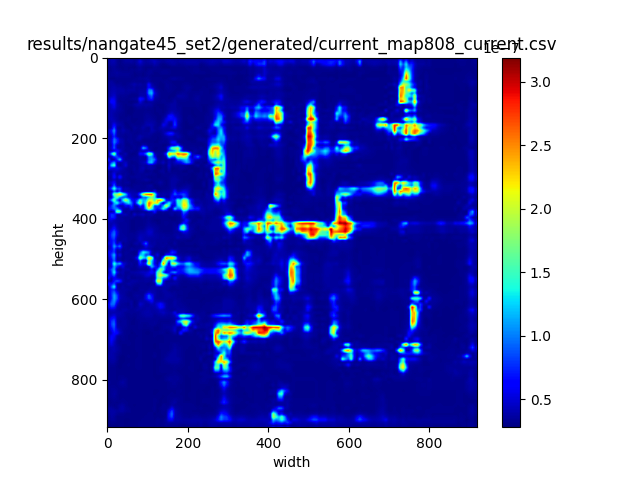 results/nangate45_set2/generated/current_map808_current.csv
1e−7
0
200
400
600
800
height
0 200 400 600 800
width
3.0
2.5
2.0
1.5
1.0
0.5